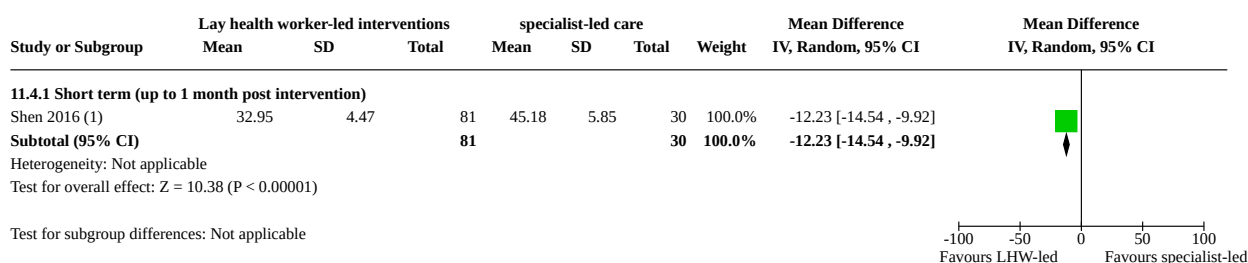 Lay health worker-led interventions specialist-led care Mean Difference Mean Difference
Study or Subgroup Mean SD Total Mean SD Total Weight IV, Random, 95% CI IV, Random, 95% CI
11.4.1 Short term (up to 1 month post intervention)
Shen 2016 (1) 32.95 4.47 81 45.18 5.85 30 100.0% -12.23 [-14.54 , -9.92]
Subtotal (95% CI) 81 30 100.0% -12.23 [-14.54 , -9.92]
Heterogeneity: Not applicable
Test for overall effect: Z = 10.38 (P < 0.00001)
Test for subgroup differences: Not applicable
-100 -50 0 50 100
Favours LHW-led Favours specialist-led